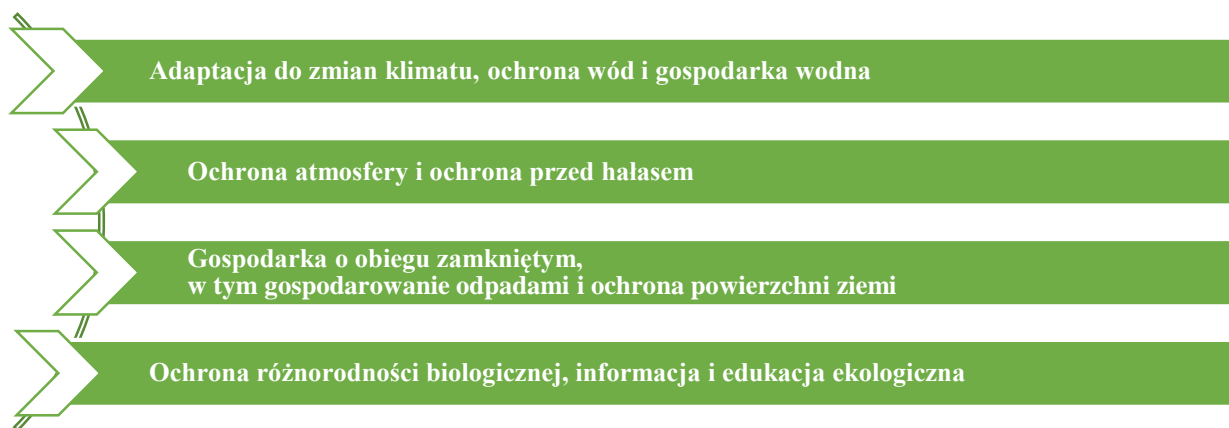 Adaptacja do zmian klimatu, ochrona wód i gospodarka wodna
Ochrona atmosfery i ochrona przed hałasem
Gospodarka o obiegu zamkniętym,
w tym gospodarowanie odpadami i ochrona powierzchni ziemi
Ochrona różnorodności biologicznej, informacja i edukacja ekologiczna